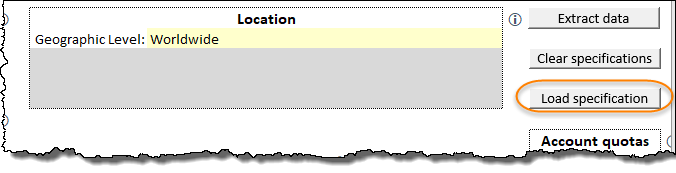 Location
Geographic Level: Worldwide
Extract data
Clear specifications
Load specification
Account quotas